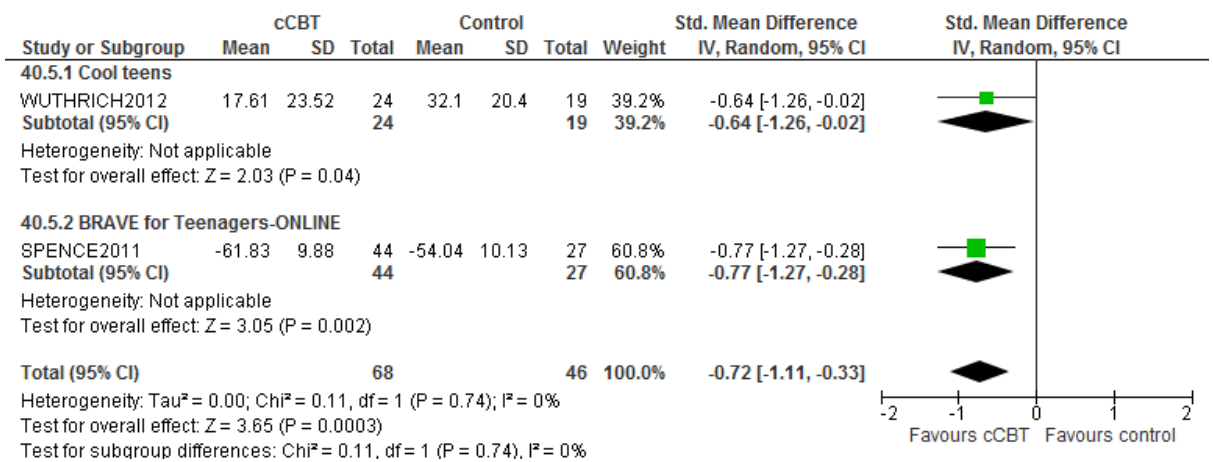 cCBT Control Std. Mean Difference Std. Mean Difference
Study or Subgroup Mean SD Total Mean SD Total Weight IV, Random, 95% CI IV, Random, 95% CI
40.5.1 Cool teens
WUTHRICH2012 17.61 23.52 24 32.1 20.4 19 39.2% -0.64 [-1.26, -0.02]
Subtotal (95% CI) 24 19 39.2% -0.64 [-1.26, -0.02]
Heterogeneity: Not applicable
Test for overall effect: Z = 2.03 (P = 0.04)
40.5.2 BRAVE for Teenagers-ONLINE
SPENCE2011 -61.83 9.88 44 -54.04 10.13 27 60.8% -0.77 [-1.27, -0.28]
Subtotal (95% CI) 44 27 60.8% -0.77 [-1.27, -0.28]
Heterogeneity: Not applicable
Test for overall effect: Z = 3.05 (P = 0.002)
Total (95% CI) 68 46 100.0% -0.72 [-1.11, -0.33]
Heterogeneity: Tau² = 0.00; Chi² = 0.11, df = 1 (P = 0.74); I² = 0%
Test for overall effect: Z = 3.65 (P = 0.0003)
Test for subgroup differences: Chi² = 0.11, df = 1 (P = 0.74), I² = 0%
-2 -1 0 1 2
Favours cCBT Favours control